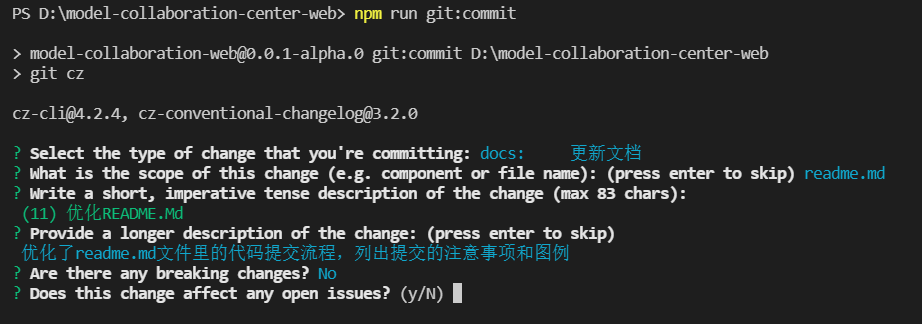 PS D:\model-collaboration-center-web> npm run git:commit
> model-collaboration-web@0.0.1-alpha.0 git:commit D:\model-collaboration-center-web
> git cz
cz-cli@4.2.4, cz-conventional-changelog@3.2.0
? Select the type of change that you're committing: docs: 更新文档
? What is the scope of this change (e.g. component or file name): (press enter to skip) readme.md
? Write a short, imperative tense description of the change (max 83 chars):
(11) 优化README.Md
? Provide a longer description of the change: (press enter to skip)
优化了readme.md文件里的代码提交流程，列出提交的注意事项和图例
? Are there any breaking changes? No
? Does this change affect any open issues? (y/N)